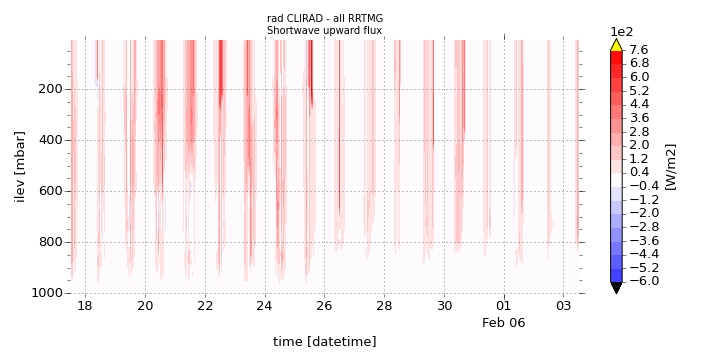 rad CLIRAD - all RRTMG
Shortwave upward flux
1e2
7.6
6.8
6.0
5.2
4.4
3.6
2.8
2.0
1.2
0.4
−0.4
−1.2
−2.0
−2.8
−3.6
−4.4
−5.2
−6.0
[W/m2]
ilev [mbar]
200
400
600
800
1000
18 20 22 24 26 28 30 01 03
Feb 06
time [datetime]